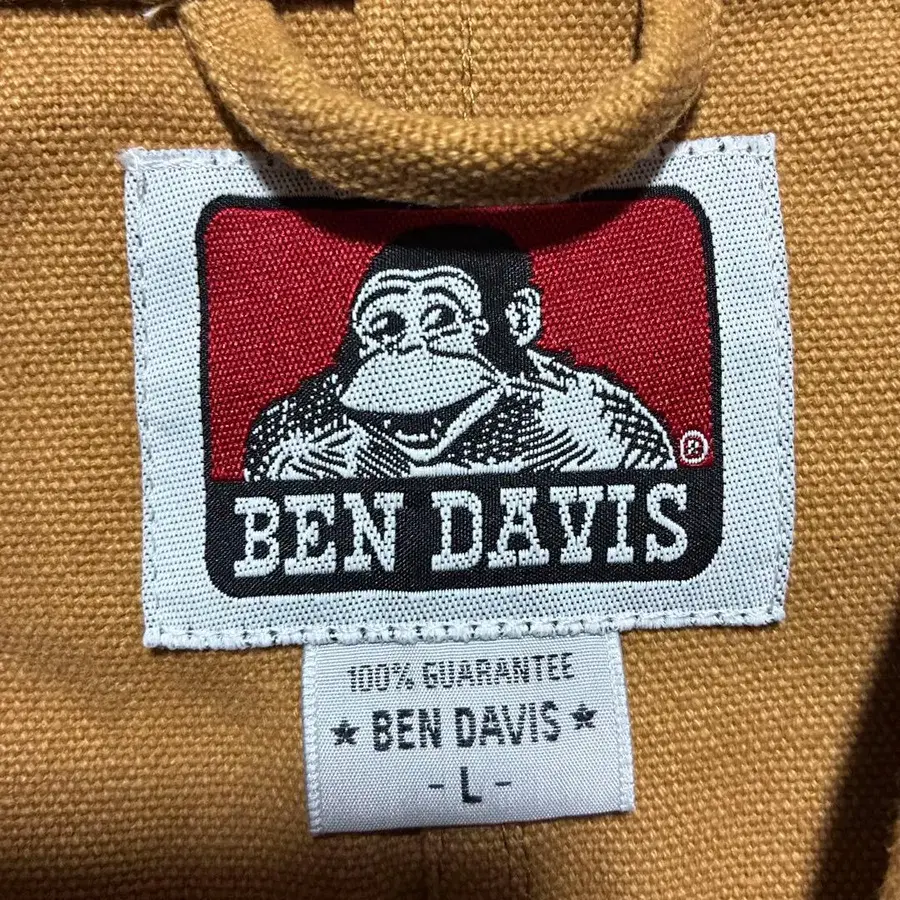 ®
BEN DAVIS
100% GUARANTEE
★ BEN DAVIS ★
- L -